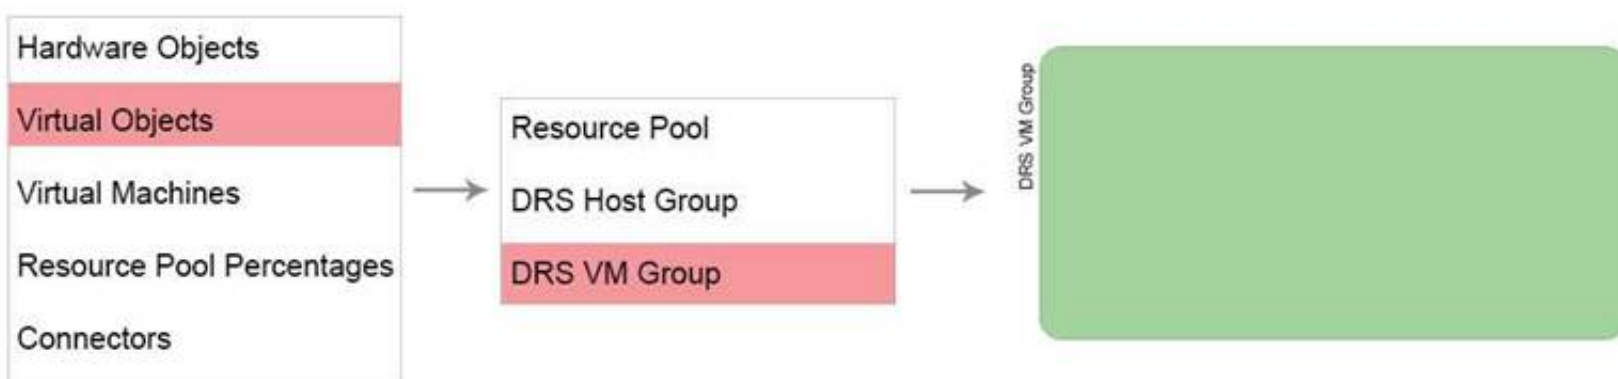 Hardware Objects
Virtual Objects
Virtual Machines
Resource Pool Percentages
Connectors
Resource Pool
DRS Host Group
DRS VM Group
DRS VM Group